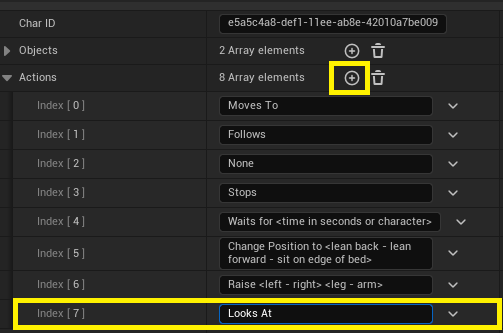 Char ID e5a5c4a8-def1-11ee-ab8e-42010a7be009
Objects 2 Array elements
Actions 8 Array elements
Index [ 0 ] Moves To
Index [ 1 ] Follows
Index [ 2 ] None
Index [ 3 ] Stops
Index [ 4 ] Waits for <time in seconds or character>
Index [ 5 ] Change Position to <lean back - lean
forward - sit on edge of bed>
Index [ 6 ] Raise <left - right> <leg - arm>
Index [ 7 ] Looks At